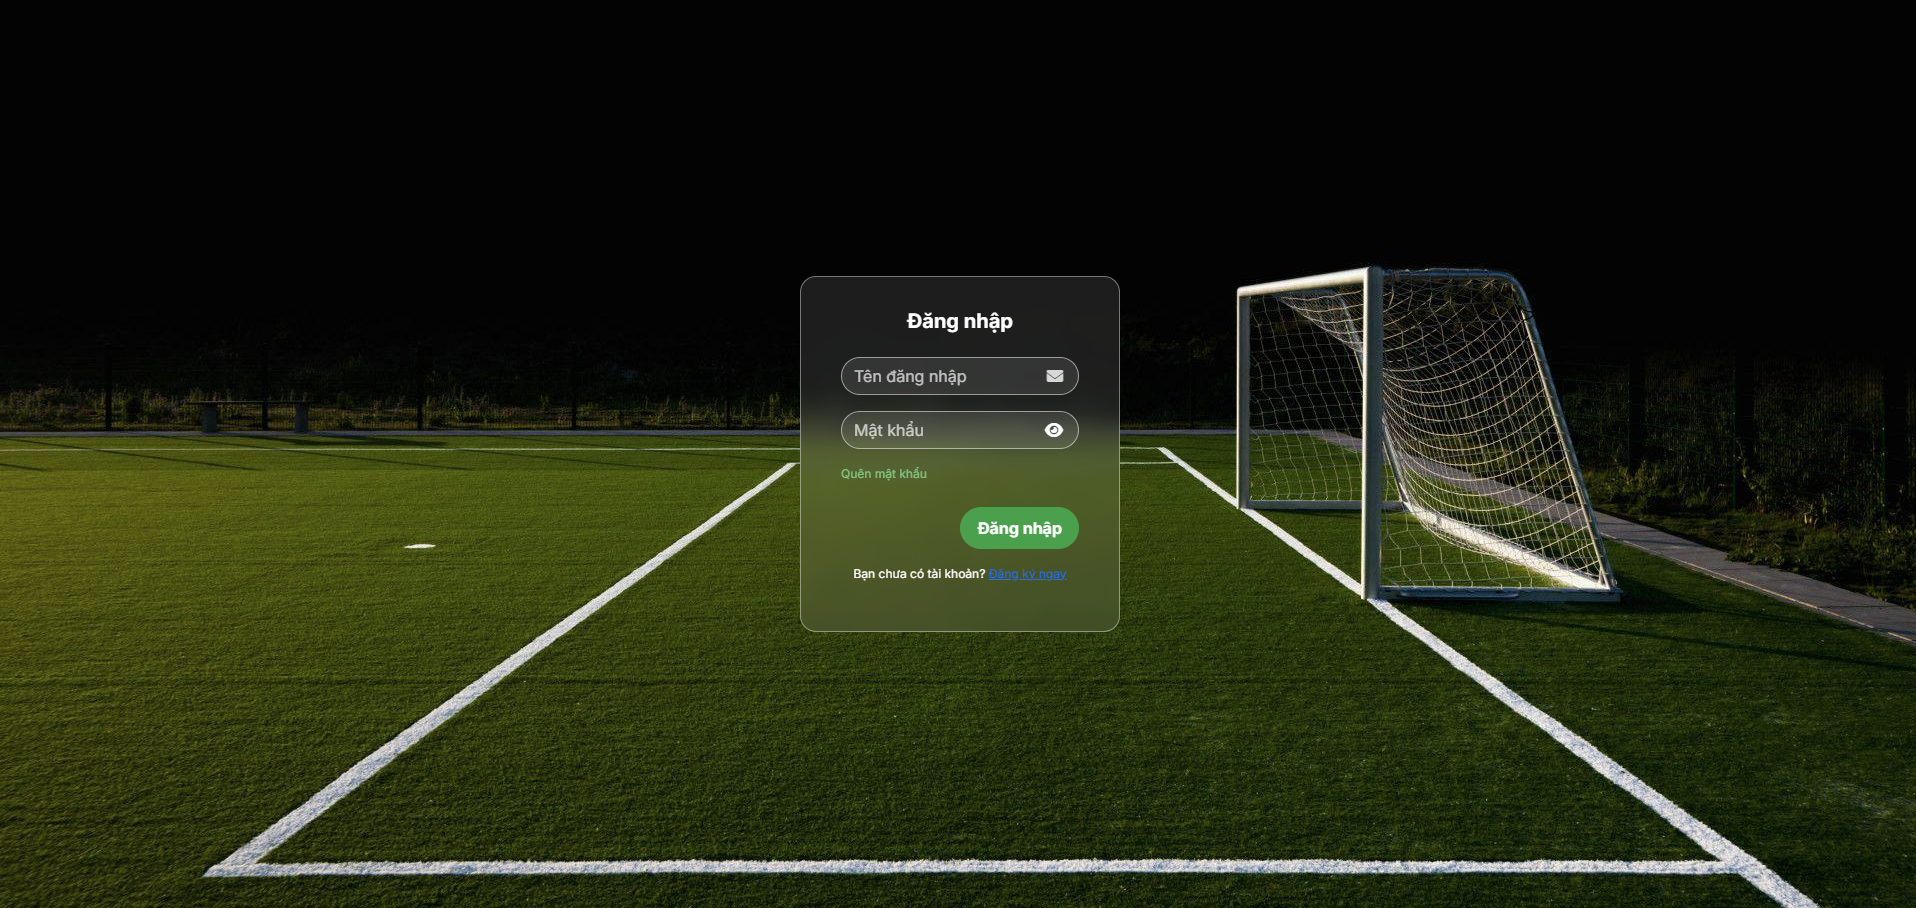 Đăng nhập
Tên đăng nhập
Mật khẩu
Quên mật khẩu
Đăng nhập
Bạn chưa có tài khoản? Đăng ký ngay